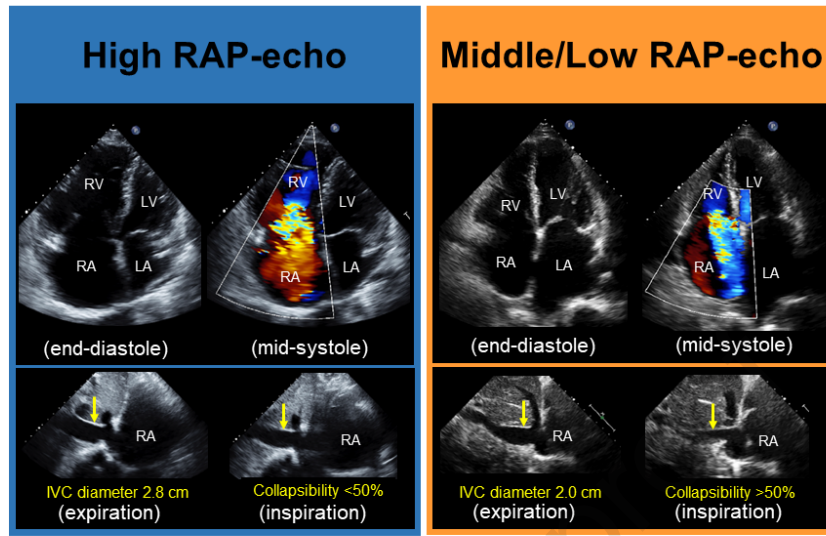 High RAP-echo
RV
LV
RA
LA
(end-diastole)
RV
LV
RA
LA
(mid-systole)
RA
IVC diameter 2.8 cm
(expiration)
RA
Collapsibility <50%
(inspiration)
Middle/Low RAP-echo
RV
LV
RA
LA
(end-diastole)
RV
LV
RA
LA
(mid-systole)
RA
IVC diameter 2.0 cm
(expiration)
RA
Collapsibility >50%
(inspiration)